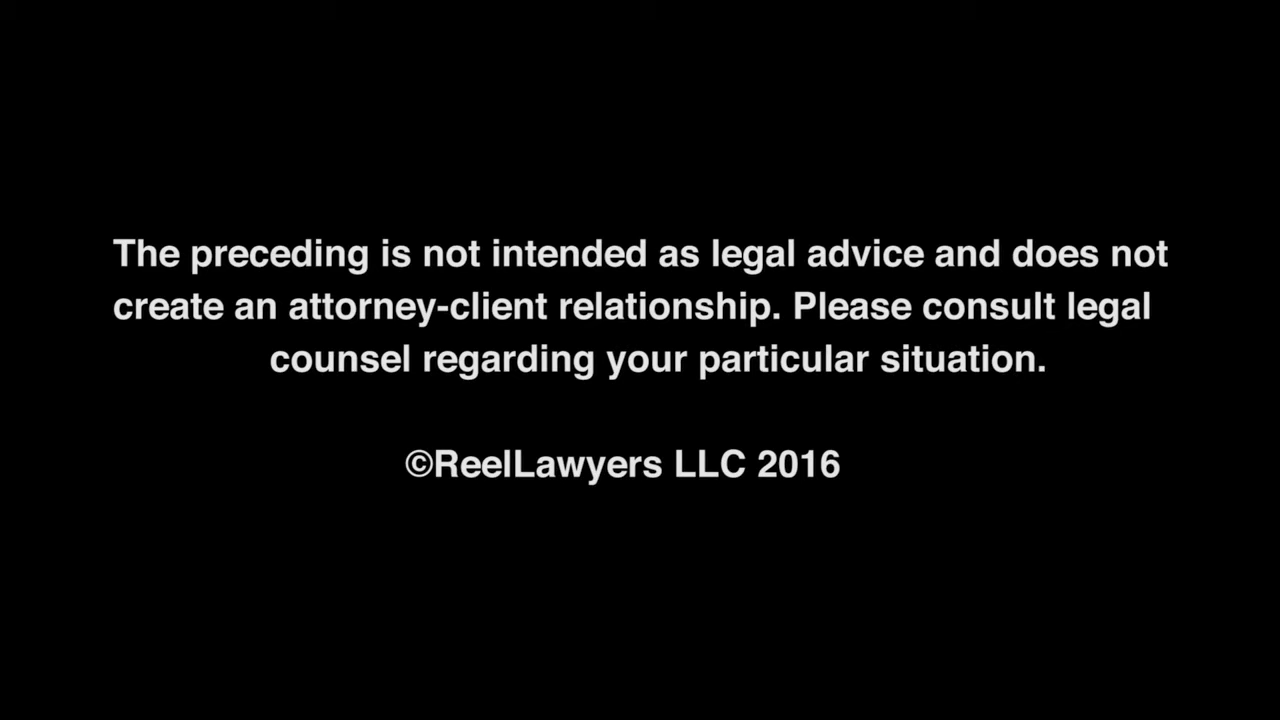 The preceding is not intended as legal advice and does not
create an attorney-client relationship. Please consult legal
counsel regarding your particular situation.
©ReelLawyers LLC 2016